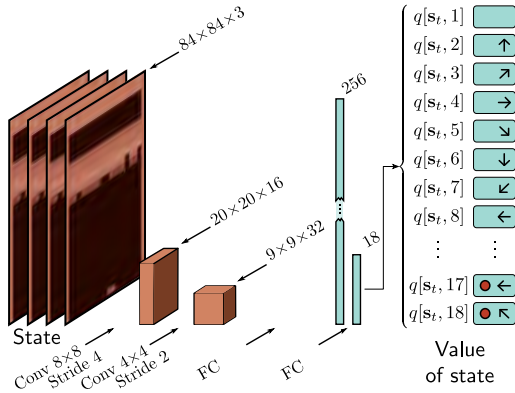 84×84×3
State
Conv 8×8
Stride 4
20×20×16
Conv 4×4
Stride 2
9×9×32
FC
FC
256
18
q[s_t, 1]
q[s_t, 2]
q[s_t, 3]
q[s_t, 4]
q[s_t, 5]
q[s_t, 6]
q[s_t, 7]
q[s_t, 8]
⋮
q[s_t, 17]
q[s_t, 18]
Value
of state